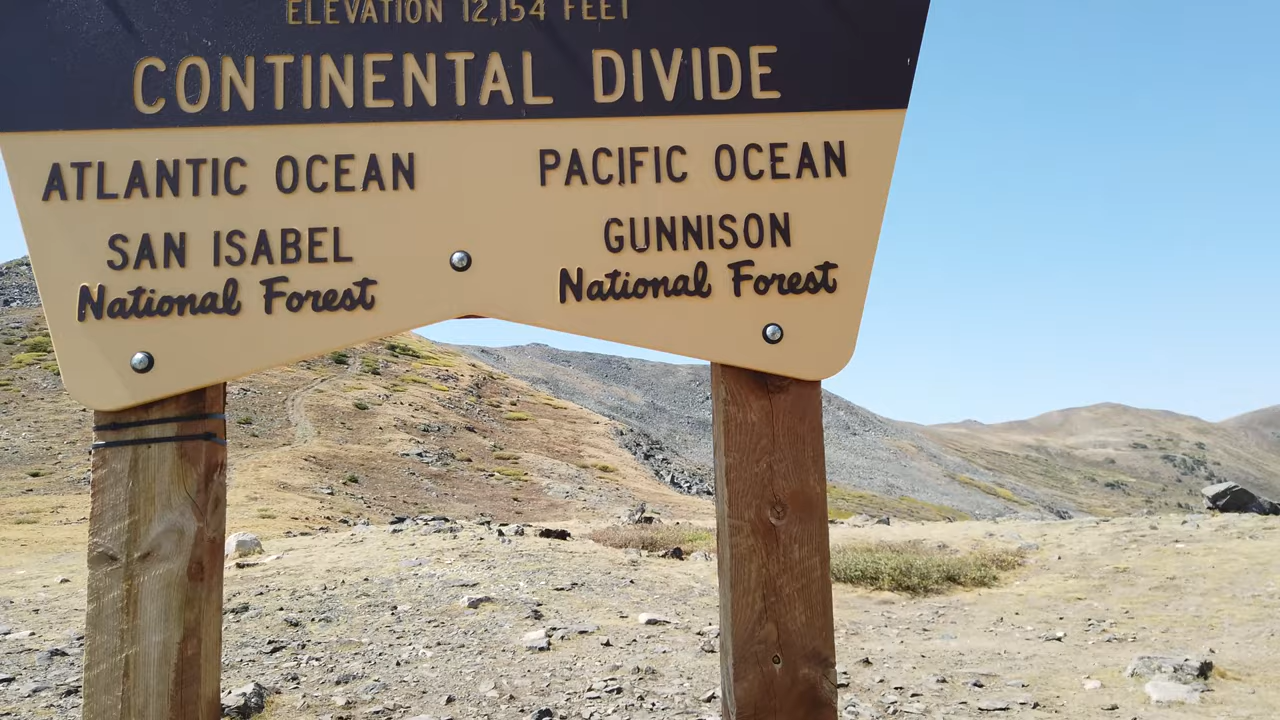 ELEVATION 12,154 FEET
CONTINENTAL DIVIDE
ATLANTIC OCEAN
PACIFIC OCEAN
SAN ISABEL
National Forest
GUNNISON
National Forest